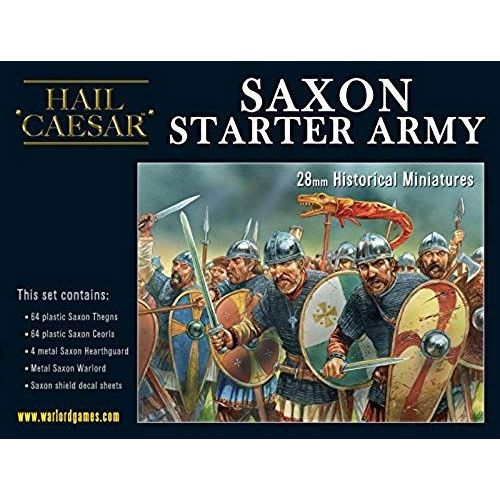 HAIL
"CAESAR"
SAXON
STARTER ARMY
28mm Historical Miniatures
This set contains:
• 64 plastic Saxon Thegns
• 64 plastic Saxon Ceorls
• 4 metal Saxon Hearthguard
• Metal Saxon Warlord
• Saxon shield decal sheets
www.warlordgames.com